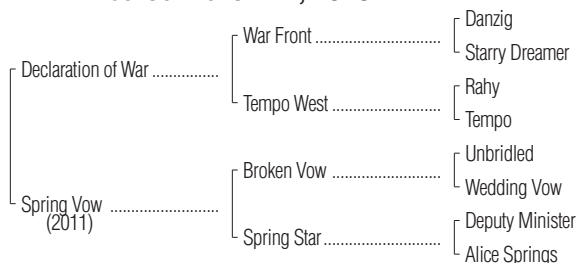 Danzig
War Front ..............................
Starry Dreamer
Declaration of War ................
Rahy
Tempo West ..........................
Tempo
Unbridled
Broken Vow ..........................
Wedding Vow
Spring Vow ..........................
(2011)
Deputy Minister
Spring Star ............................
Alice Springs